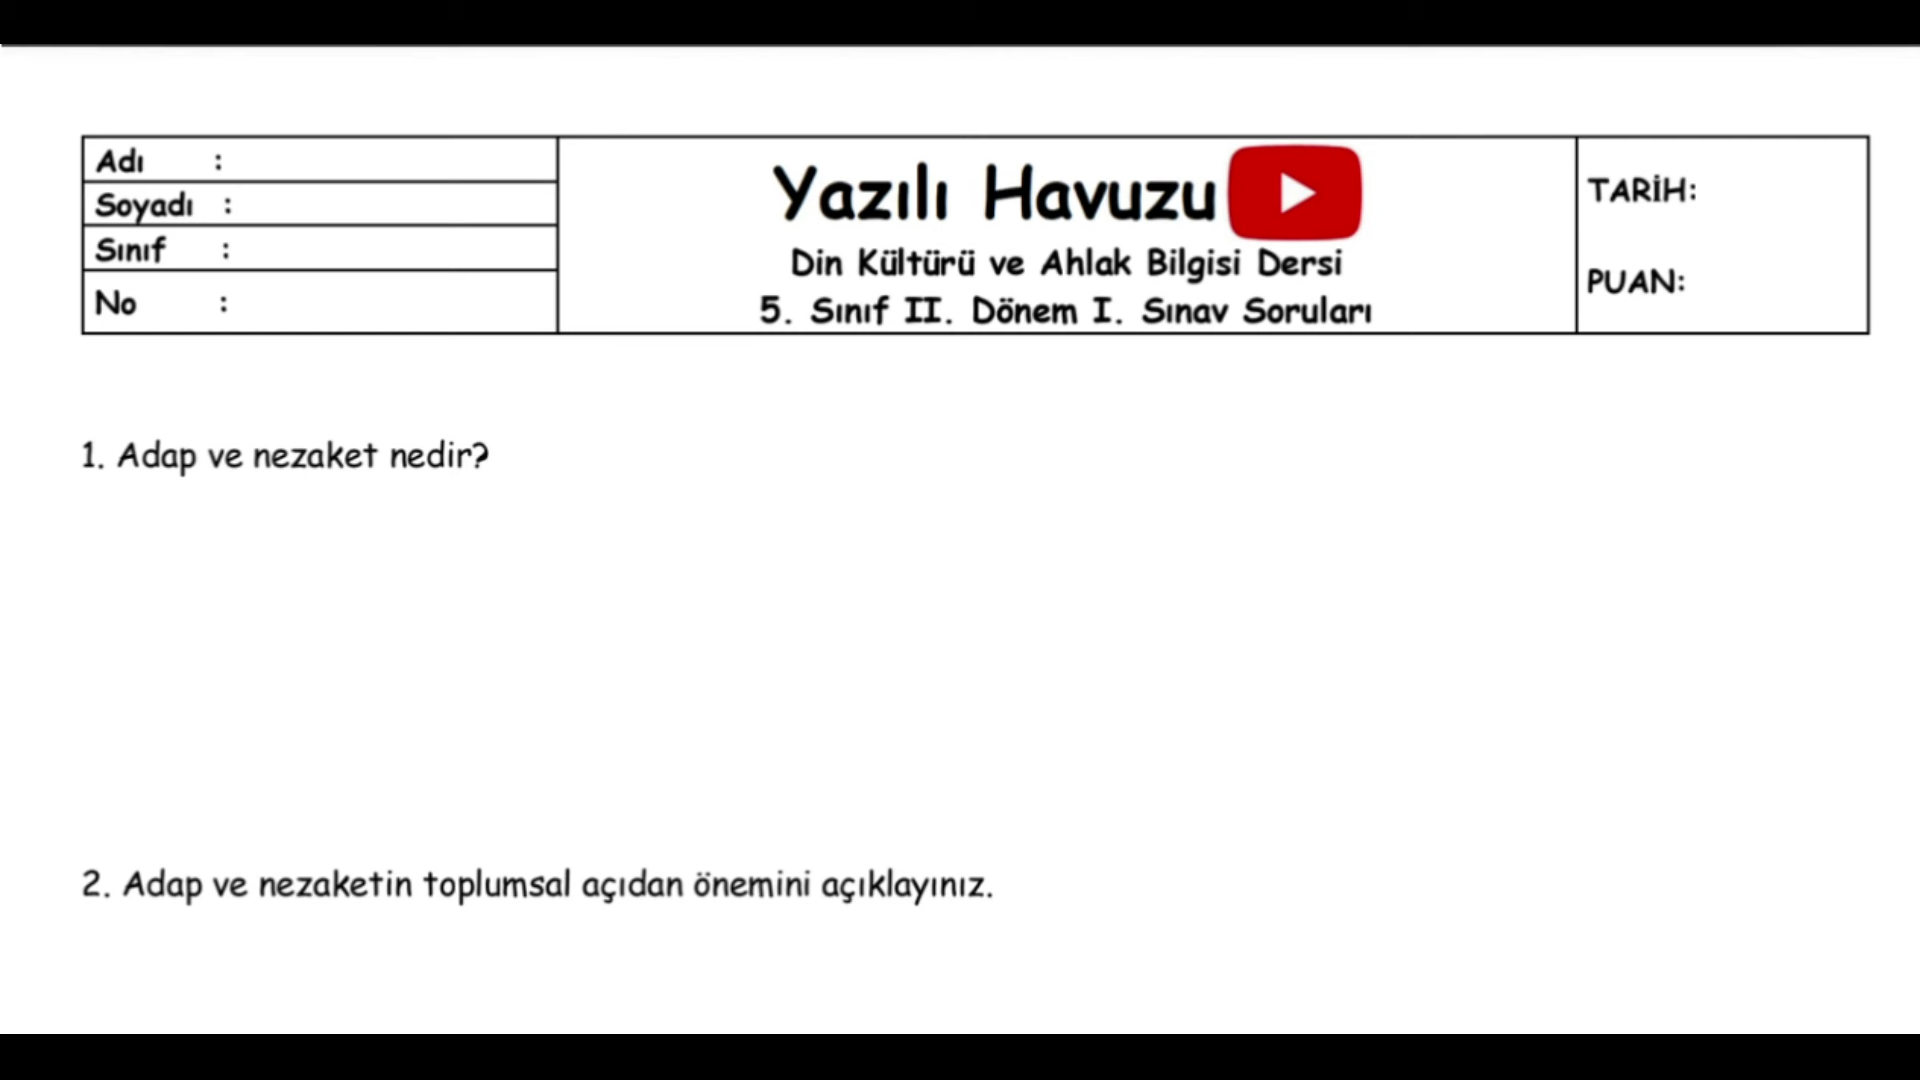 Adı :
Soyadı :
Sınıf :
No :
Yazılı Havuzu
Din Kültürü ve Ahlak Bilgisi Dersi
5. Sınıf II. Dönem I. Sınav Soruları
TARİH:
PUAN:
1. Adap ve nezaket nedir?
2. Adap ve nezaketin toplumsal açıdan önemini açıklayınız.